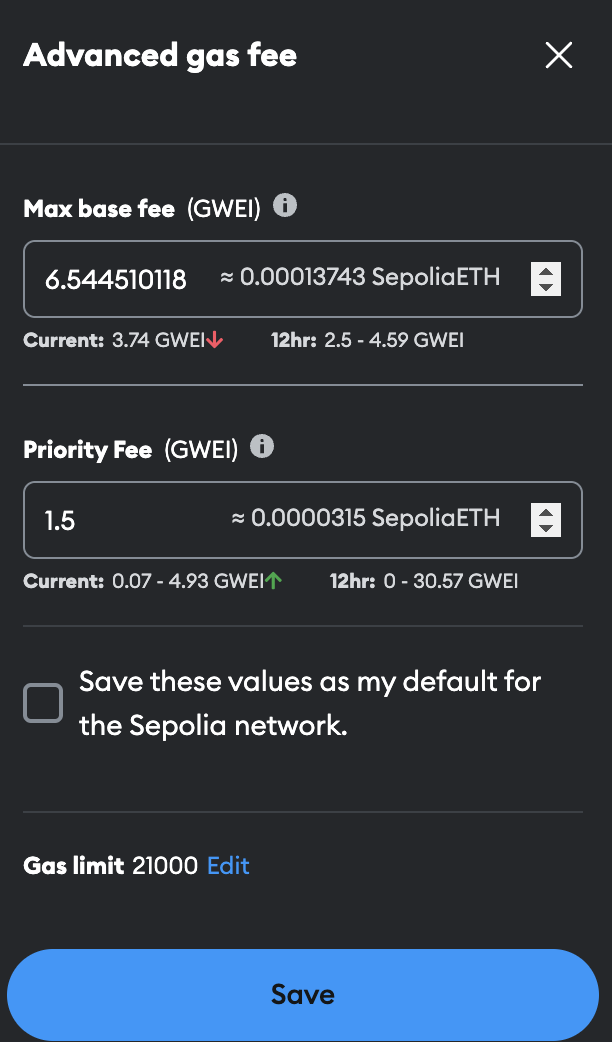 Advanced gas fee
Max base fee (GWEI)
6.544510118 ≈ 0.00013743 SepoliaETH
Current: 3.74 GWEI↓ 12hr: 2.5 - 4.59 GWEI
Priority Fee (GWEI)
1.5 ≈ 0.0000315 SepoliaETH
Current: 0.07 - 4.93 GWEI↑ 12hr: 0 - 30.57 GWEI
Save these values as my default for
the Sepolia network.
Gas limit 21000 Edit
Save